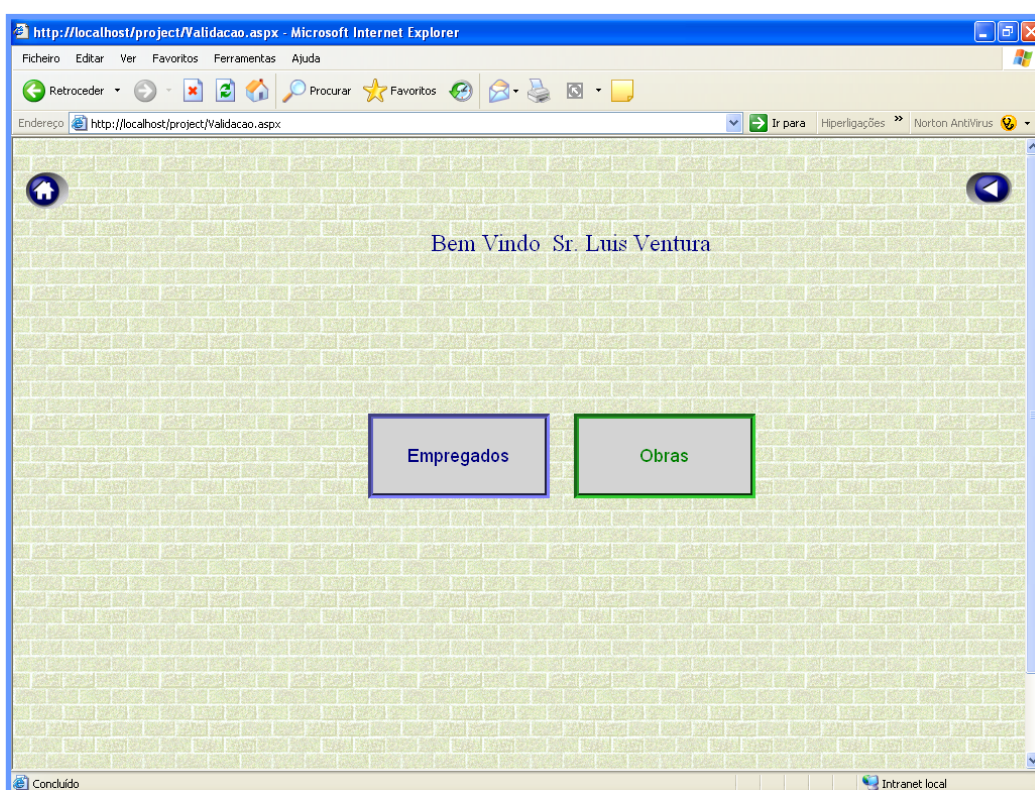 http://localhost/project/Validacao.aspx - Microsoft Internet Explorer
Ficheiro Editar Ver Favoritos Ferramentas Ajuda
Retroceder Procurar Favoritos
Endereço http://localhost/project/Validacao.aspx Ir para Hiperligações » Norton AntiVirus
Bem Vindo Sr. Luis Ventura
Empregados Obras
Concluído Intranet local